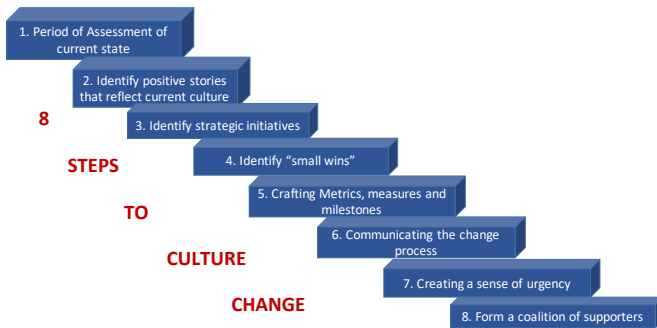 1. Period of Assessment of
current state
2. Identify positive stories
that reflect current culture
8
3. Identify strategic initiatives
STEPS
4. Identify “small wins”
TO
5. Crafting Metrics, measures and
milestones
CULTURE
6. Communicating the change
process
CHANGE
7. Creating a sense of urgency
8. Form a coalition of supporters